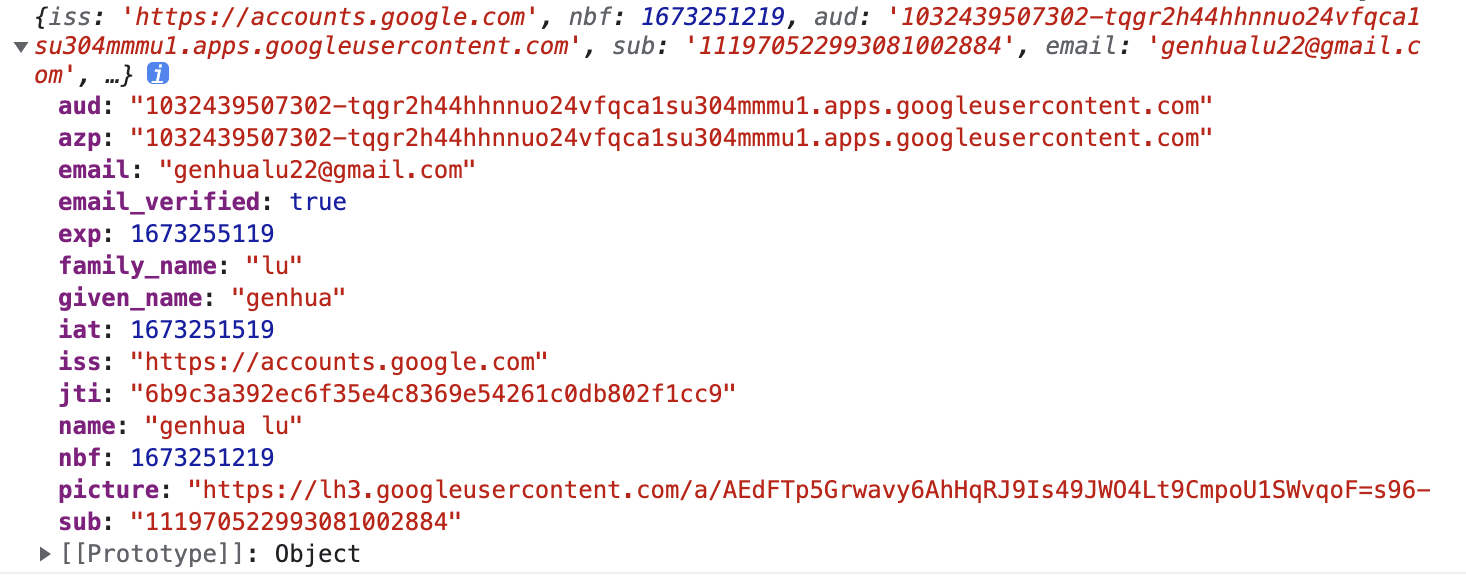 {iss: 'https://accounts.google.com', nbf: 1673251219, aud: '1032439507302-tqgr2h44hhnnuo24vfqca1
su304mmmu1.apps.googleusercontent.com', sub: '111970522993081002884', email: 'genhualu22@gmail.c
om', …} i
aud: "1032439507302-tqgr2h44hhnnuo24vfqca1su304mmmu1.apps.googleusercontent.com"
azp: "1032439507302-tqgr2h44hhnnuo24vfqca1su304mmmu1.apps.googleusercontent.com"
email: "genhualu22@gmail.com"
email_verified: true
exp: 1673255119
family_name: "lu"
given_name: "genhua"
iat: 1673251519
iss: "https://accounts.google.com"
jti: "6b9c3a392ec6f35e4c8369e54261c0db802f1cc9"
name: "genhua lu"
nbf: 1673251219
picture: "https://lh3.googleusercontent.com/a/AEdFTp5Grwavy6AhHqRJ9Is49JWO4Lt9CmpoU1SWvqoF=s96-
sub: "111970522993081002884"
[[Prototype]]: Object